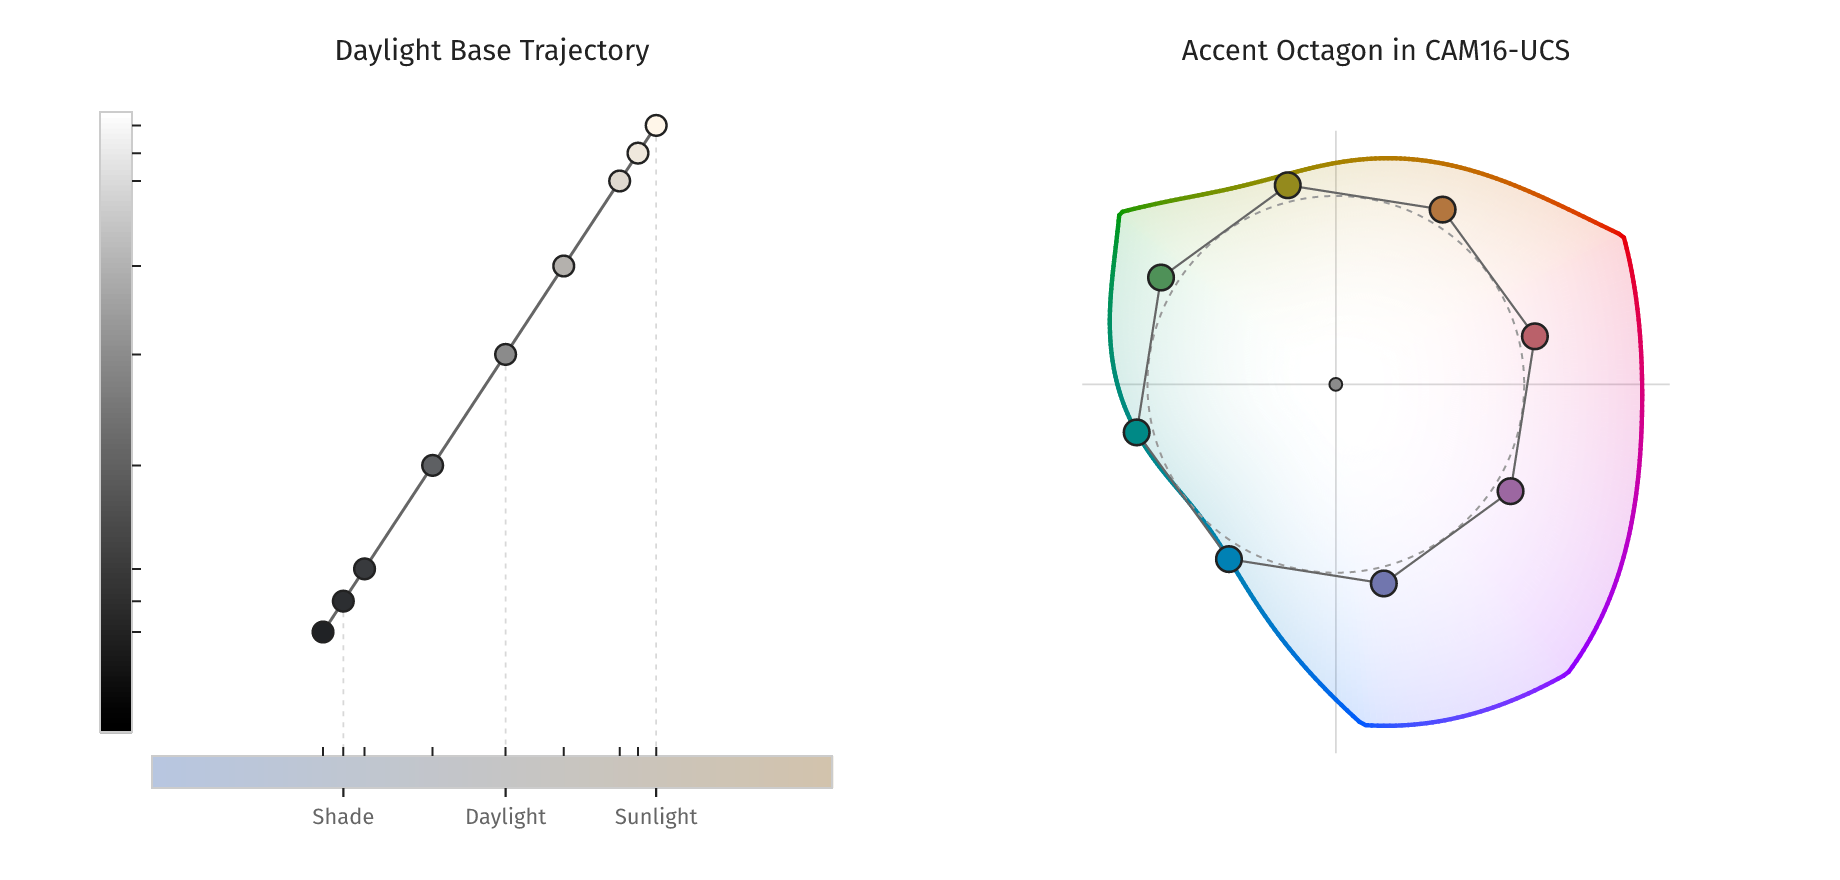 Daylight Base Trajectory
Accent Octagon in CAM16-UCS
Shade
Daylight
Sunlight